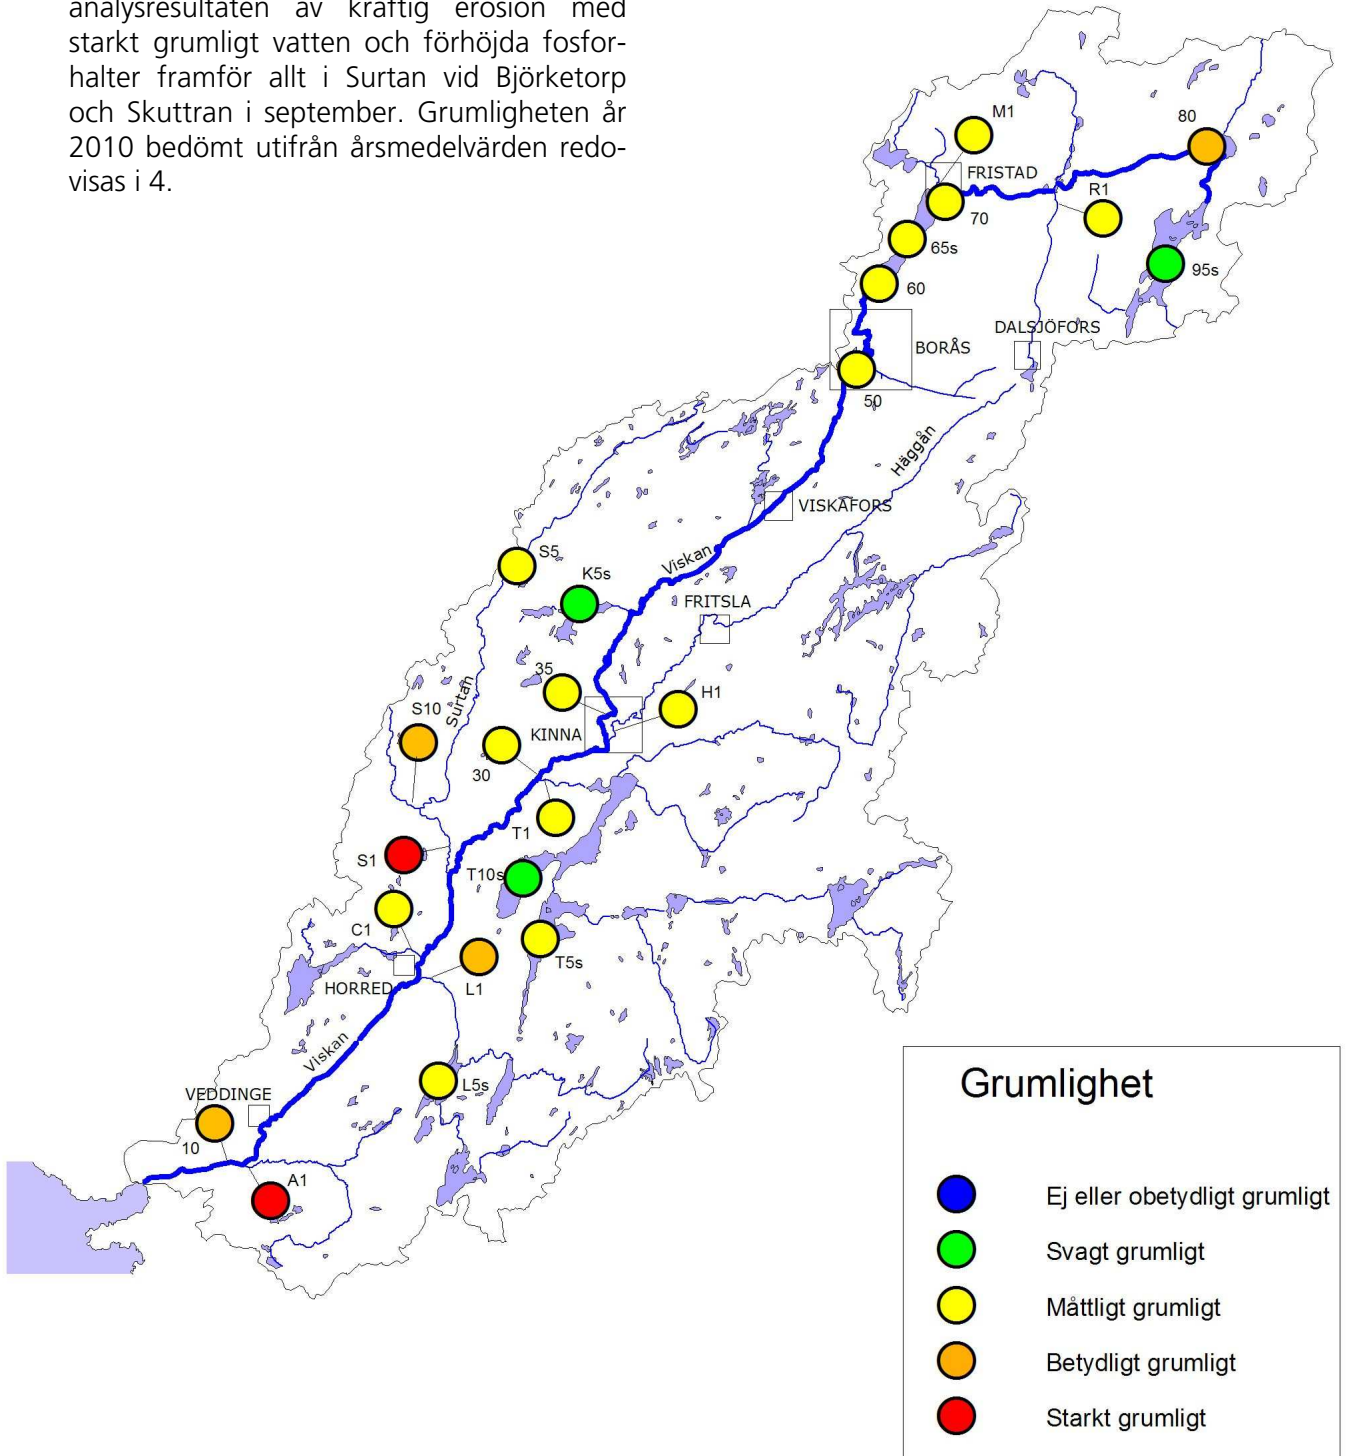 analysresultaten av kraftig erosion med
starkt grumligt vatten och förhöjda fosfor-
halter framför allt i Surtan vid Björketorp
och Skuttran i september. Grumligheten år
2010 bedömt utifrån årsmedelvärden redo-
visas i 4.
M1
80
FRISTAD
R1
70
65s
60
95s
DALSJÖFORS
BORÅS
50
Häggån
VISKAFORS
S5
Viskan
K5s
FRITSLA
35
H1
Surtan
S10
KINNA
30
T1
S1
T10s
C1
T5s
L1
HORRED
Viskan
L5s
VEDDINGE
10
A1
Grumlighet
Ej eller obetydligt grumligt
Svagt grumligt
Måttligt grumligt
Betydligt grumligt
Starkt grumligt